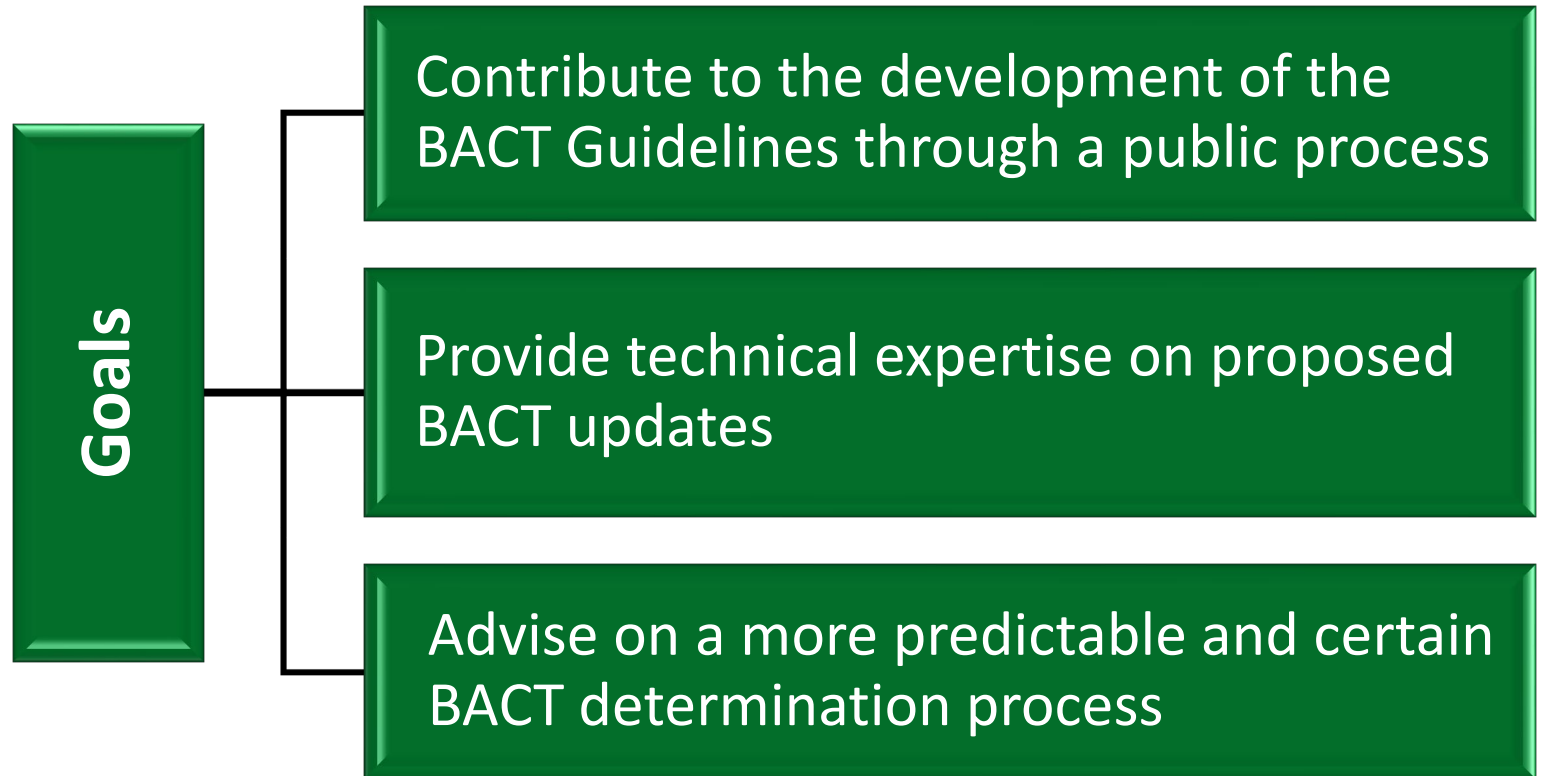 Goals
Contribute to the development of the
BACT Guidelines through a public process
Provide technical expertise on proposed
BACT updates
Advise on a more predictable and certain
BACT determination process